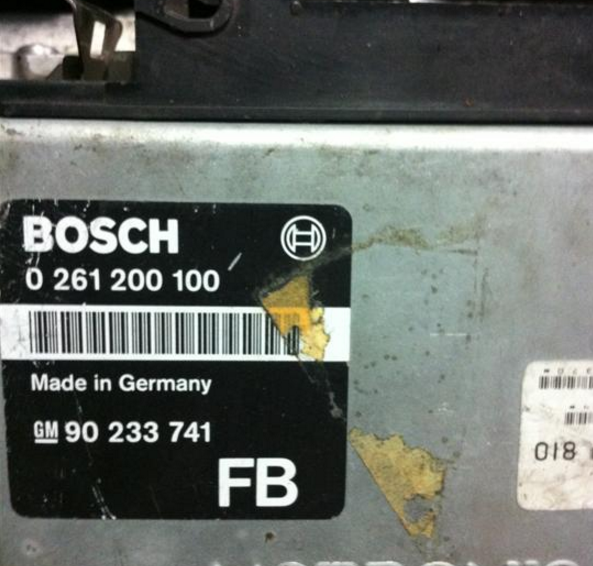 BOSCH
0 261 200 100
Made in Germany
GM 90 233 741
FB
018